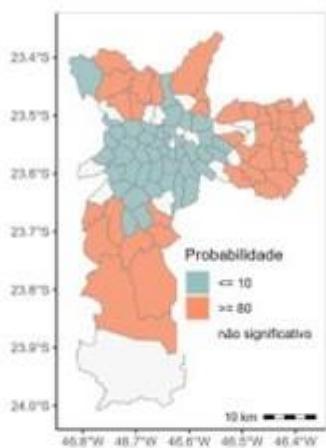 23.4°S
23.5°S
23.6°S
23.7°S
23.8°S
23.9°S
24.0°S
Probabilidade
<= 10
>= 80
não significativo
10 km
46.8°W 46.7°W 46.6°W 46.5°W 46.4°W